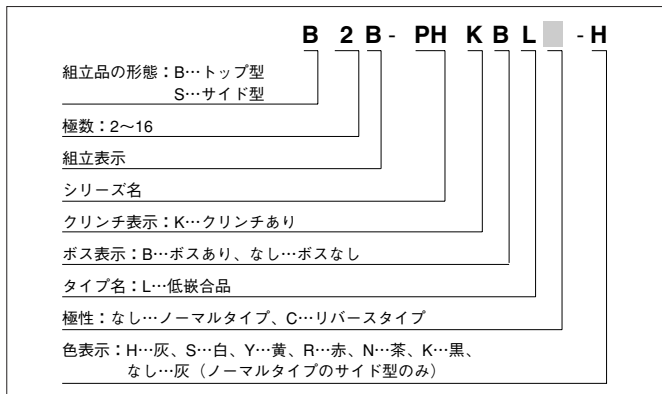 B 2 B - PH K B L - H
組立品の形態：B…トップ型
S…サイド型
極数：2～16
組立表示
シリーズ名
クリンチ表示：K…クリンチあり
ボス表示：B…ボスあり、なし…ボスなし
タイプ名：L…低嵌合品
極性：なし…ノーマルタイプ、C…リバースタイプ
色表示：H…灰、S…白、Y…黄、R…赤、N…茶、K…黒、
なし…灰（ノーマルタイプのサイド型のみ）